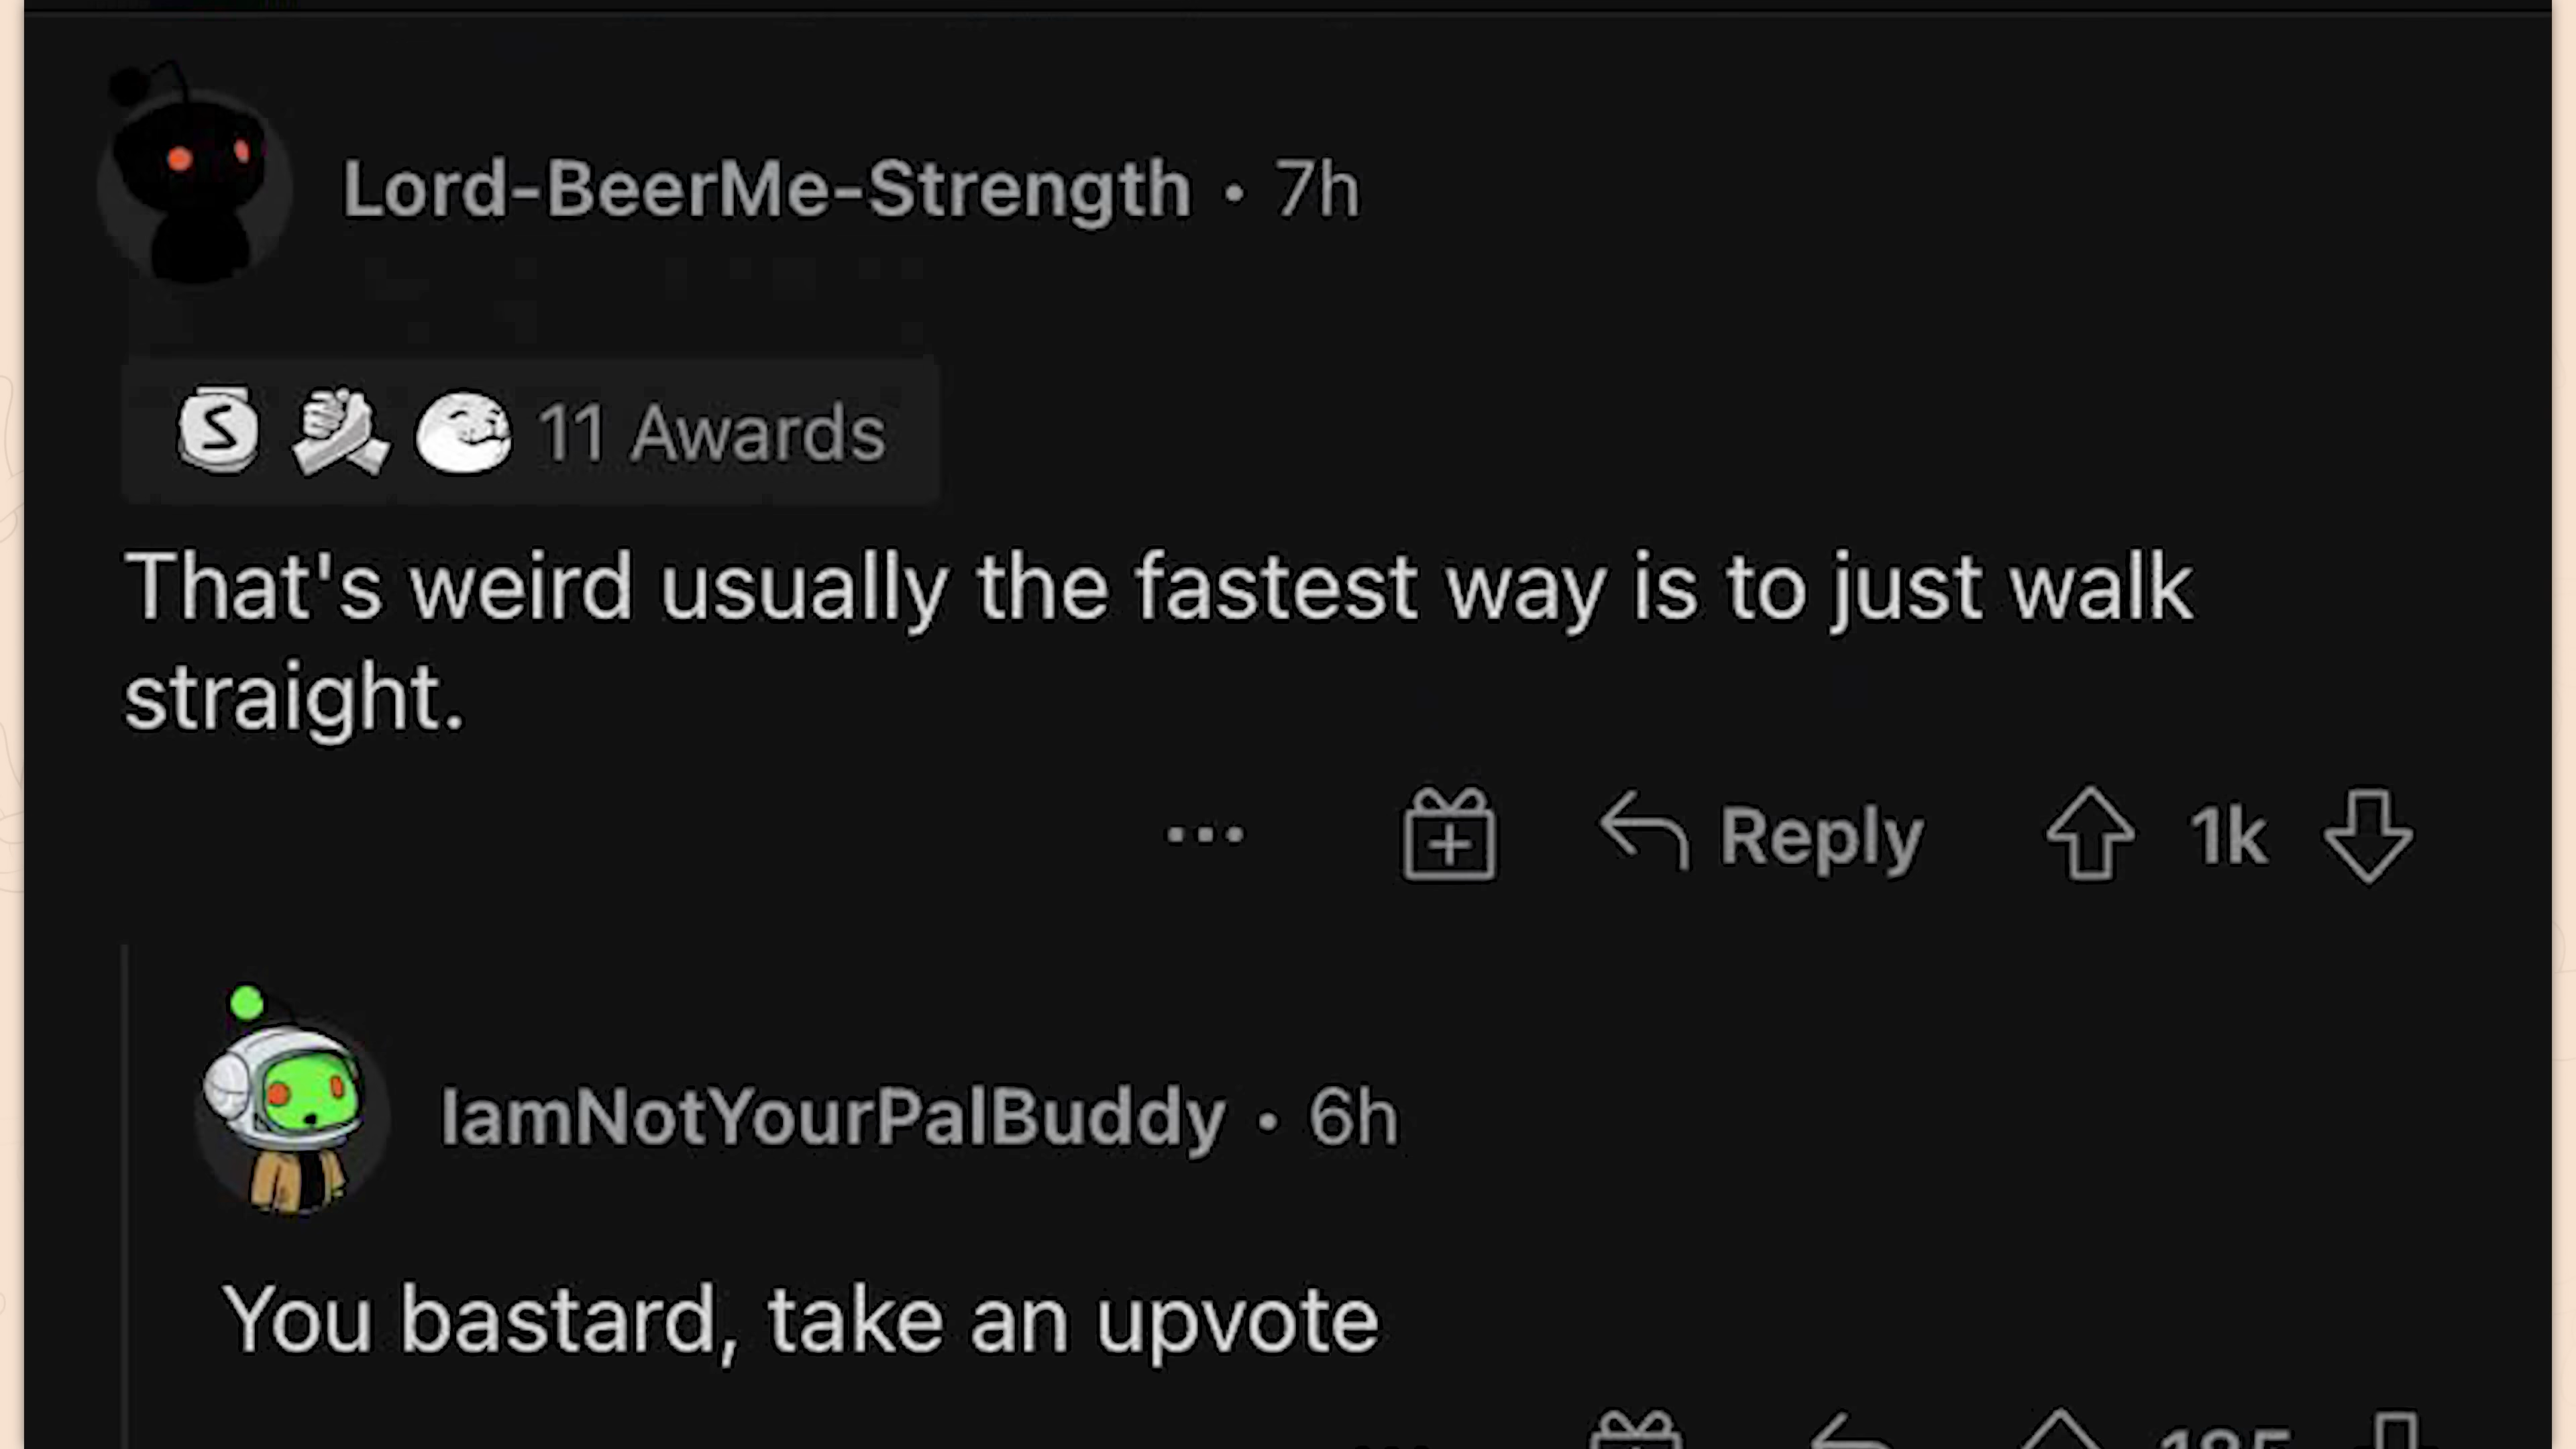 Lord-BeerMe-Strength • 7h
S 11 Awards
That's weird usually the fastest way is to just walk
straight.
Reply 1k
IamNotYourPalBuddy • 6h
You bastard, take an upvote